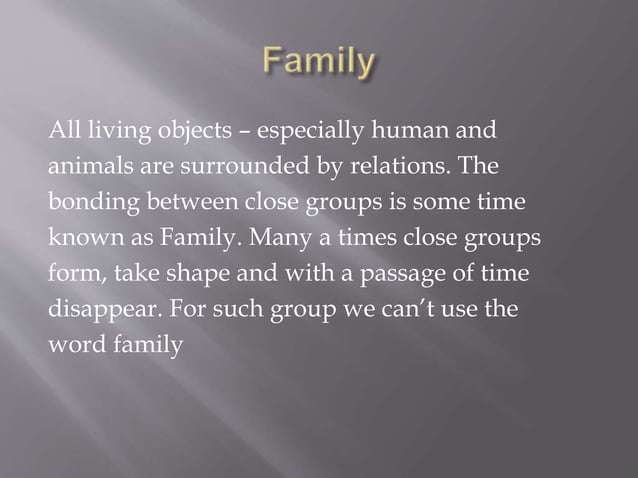 Family
All living objects – especially human and
animals are surrounded by relations. The
bonding between close groups is some time
known as Family. Many a times close groups
form, take shape and with a passage of time
disappear. For such group we can’t use the
word family